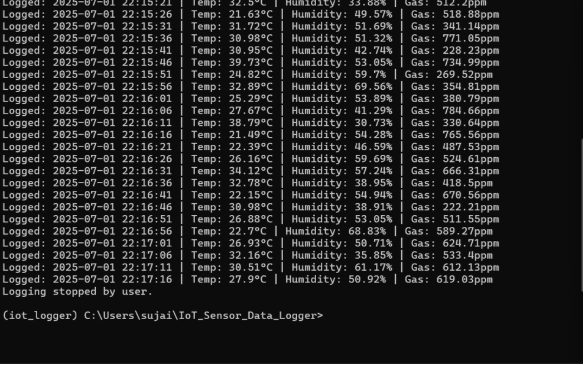 Logged: 2025-07-01 22:15:21 | Temp: 32.5°C | Humidity: 33.88% | Gas: 512.2ppm
Logged: 2025-07-01 22:15:26 | Temp: 21.63°C | Humidity: 49.57% | Gas: 518.88ppm
Logged: 2025-07-01 22:15:31 | Temp: 31.72°C | Humidity: 51.69% | Gas: 341.14ppm
Logged: 2025-07-01 22:15:36 | Temp: 30.98°C | Humidity: 51.32% | Gas: 771.05ppm
Logged: 2025-07-01 22:15:41 | Temp: 30.95°C | Humidity: 42.74% | Gas: 228.23ppm
Logged: 2025-07-01 22:15:46 | Temp: 39.73°C | Humidity: 53.05% | Gas: 734.99ppm
Logged: 2025-07-01 22:15:51 | Temp: 24.82°C | Humidity: 59.7% | Gas: 269.52ppm
Logged: 2025-07-01 22:15:56 | Temp: 32.89°C | Humidity: 69.56% | Gas: 354.81ppm
Logged: 2025-07-01 22:16:01 | Temp: 25.29°C | Humidity: 53.89% | Gas: 380.79ppm
Logged: 2025-07-01 22:16:06 | Temp: 27.67°C | Humidity: 41.29% | Gas: 784.66ppm
Logged: 2025-07-01 22:16:11 | Temp: 38.79°C | Humidity: 30.73% | Gas: 330.64ppm
Logged: 2025-07-01 22:16:16 | Temp: 21.49°C | Humidity: 54.28% | Gas: 765.56ppm
Logged: 2025-07-01 22:16:21 | Temp: 22.39°C | Humidity: 46.59% | Gas: 487.53ppm
Logged: 2025-07-01 22:16:26 | Temp: 26.16°C | Humidity: 59.69% | Gas: 524.61ppm
Logged: 2025-07-01 22:16:31 | Temp: 34.12°C | Humidity: 57.24% | Gas: 666.31ppm
Logged: 2025-07-01 22:16:36 | Temp: 32.78°C | Humidity: 38.95% | Gas: 418.5ppm
Logged: 2025-07-01 22:16:41 | Temp: 22.15°C | Humidity: 54.94% | Gas: 670.56ppm
Logged: 2025-07-01 22:16:46 | Temp: 30.98°C | Humidity: 38.91% | Gas: 222.21ppm
Logged: 2025-07-01 22:16:51 | Temp: 26.88°C | Humidity: 53.05% | Gas: 511.55ppm
Logged: 2025-07-01 22:16:56 | Temp: 22.7°C | Humidity: 68.83% | Gas: 589.27ppm
Logged: 2025-07-01 22:17:01 | Temp: 26.93°C | Humidity: 50.71% | Gas: 624.71ppm
Logged: 2025-07-01 22:17:06 | Temp: 32.16°C | Humidity: 35.85% | Gas: 533.4ppm
Logged: 2025-07-01 22:17:11 | Temp: 30.51°C | Humidity: 61.17% | Gas: 612.13ppm
Logged: 2025-07-01 22:17:16 | Temp: 27.9°C | Humidity: 50.92% | Gas: 619.03ppm
Logging stopped by user.
(iot_logger) C:\Users\sujai\IoT_Sensor_Data_Logger>